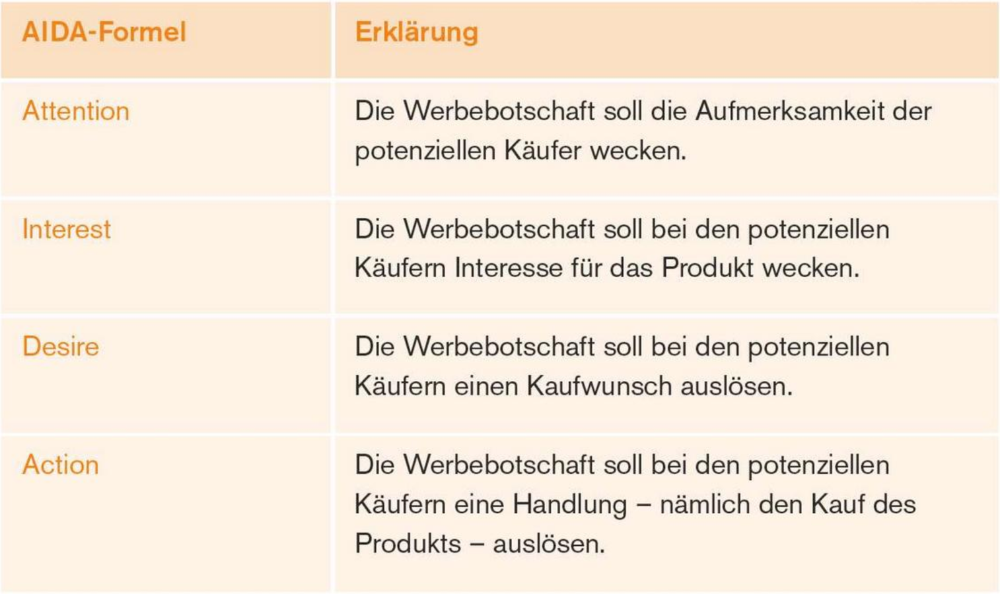 AIDA-Formel
Erklärung
Attention
Die Werbebotschaft soll die Aufmerksamkeit der
potenziellen Käufer wecken.
Interest
Die Werbebotschaft soll bei den potenziellen
Käufern Interesse für das Produkt wecken.
Desire
Die Werbebotschaft soll bei den potenziellen
Käufern einen Kaufwunsch auslösen.
Action
Die Werbebotschaft soll bei den potenziellen
Käufern eine Handlung – nämlich den Kauf des
Produkts – auslösen.